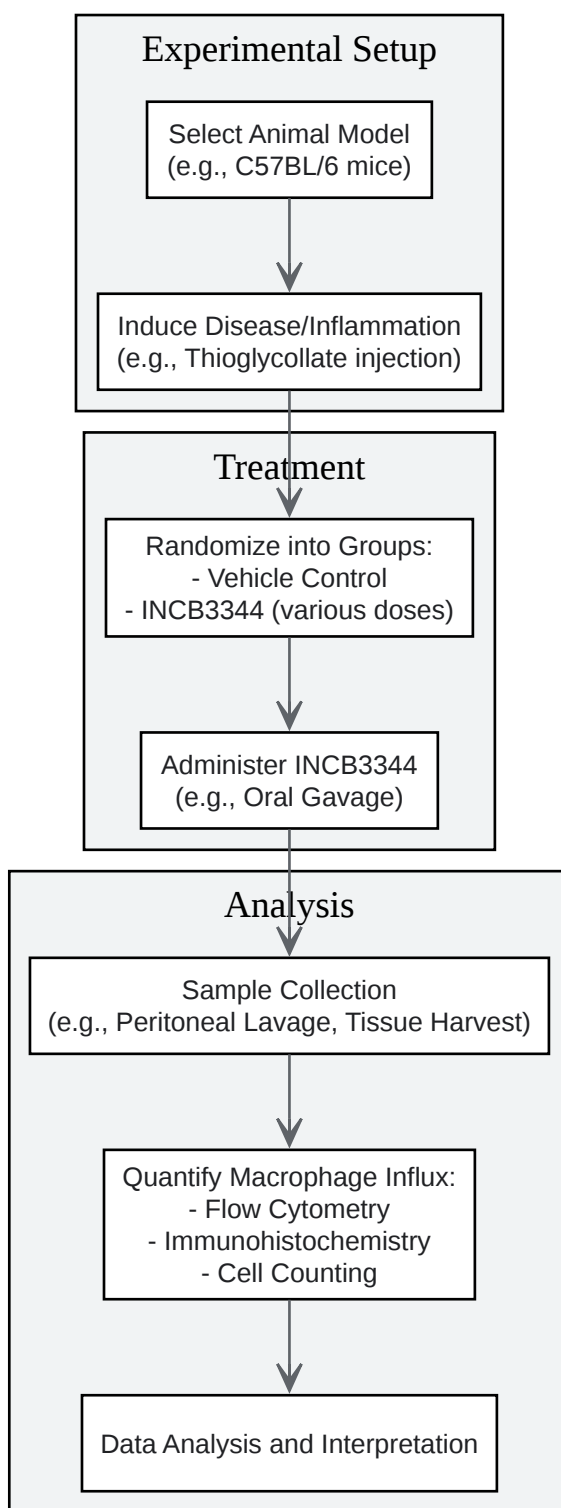 Experimental Setup
Select Animal Model
(e.g., C57BL/6 mice)
Induce Disease/Inflammation
(e.g., Thioglycollate injection)
Treatment
Randomize into Groups:
- Vehicle Control
- INCB3344 (various doses)
Administer INCB3344
(e.g., Oral Gavage)
Analysis
Sample Collection
(e.g., Peritoneal Lavage, Tissue Harvest)
Quantify Macrophage Influx:
- Flow Cytometry
- Immunohistochemistry
- Cell Counting
Data Analysis and Interpretation